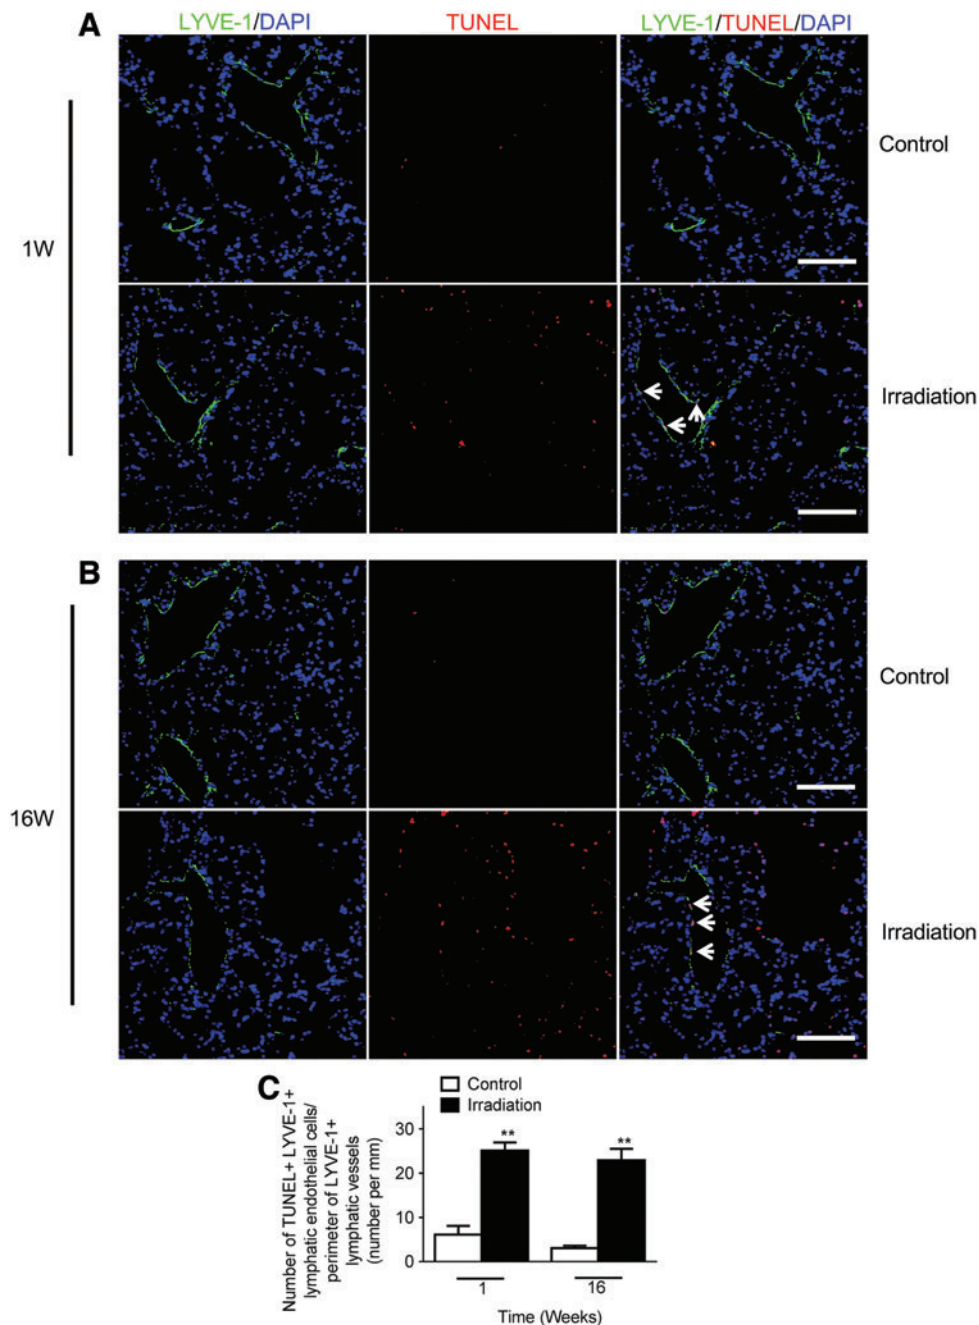 A
LYVE-1/DAPI
TUNEL
LYVE-1/TUNEL/DAPI
Control
1W
Irradiation
B
Control
16W
Irradiation
C
Control
Irradiation
Number of TUNEL+ LYVE-1+
lymphatic endothelial cells/
perimeter of LYVE-1+
lymphatic vessels
(number per mm)
30
20
10
0
**
**
1
16
Time (Weeks)